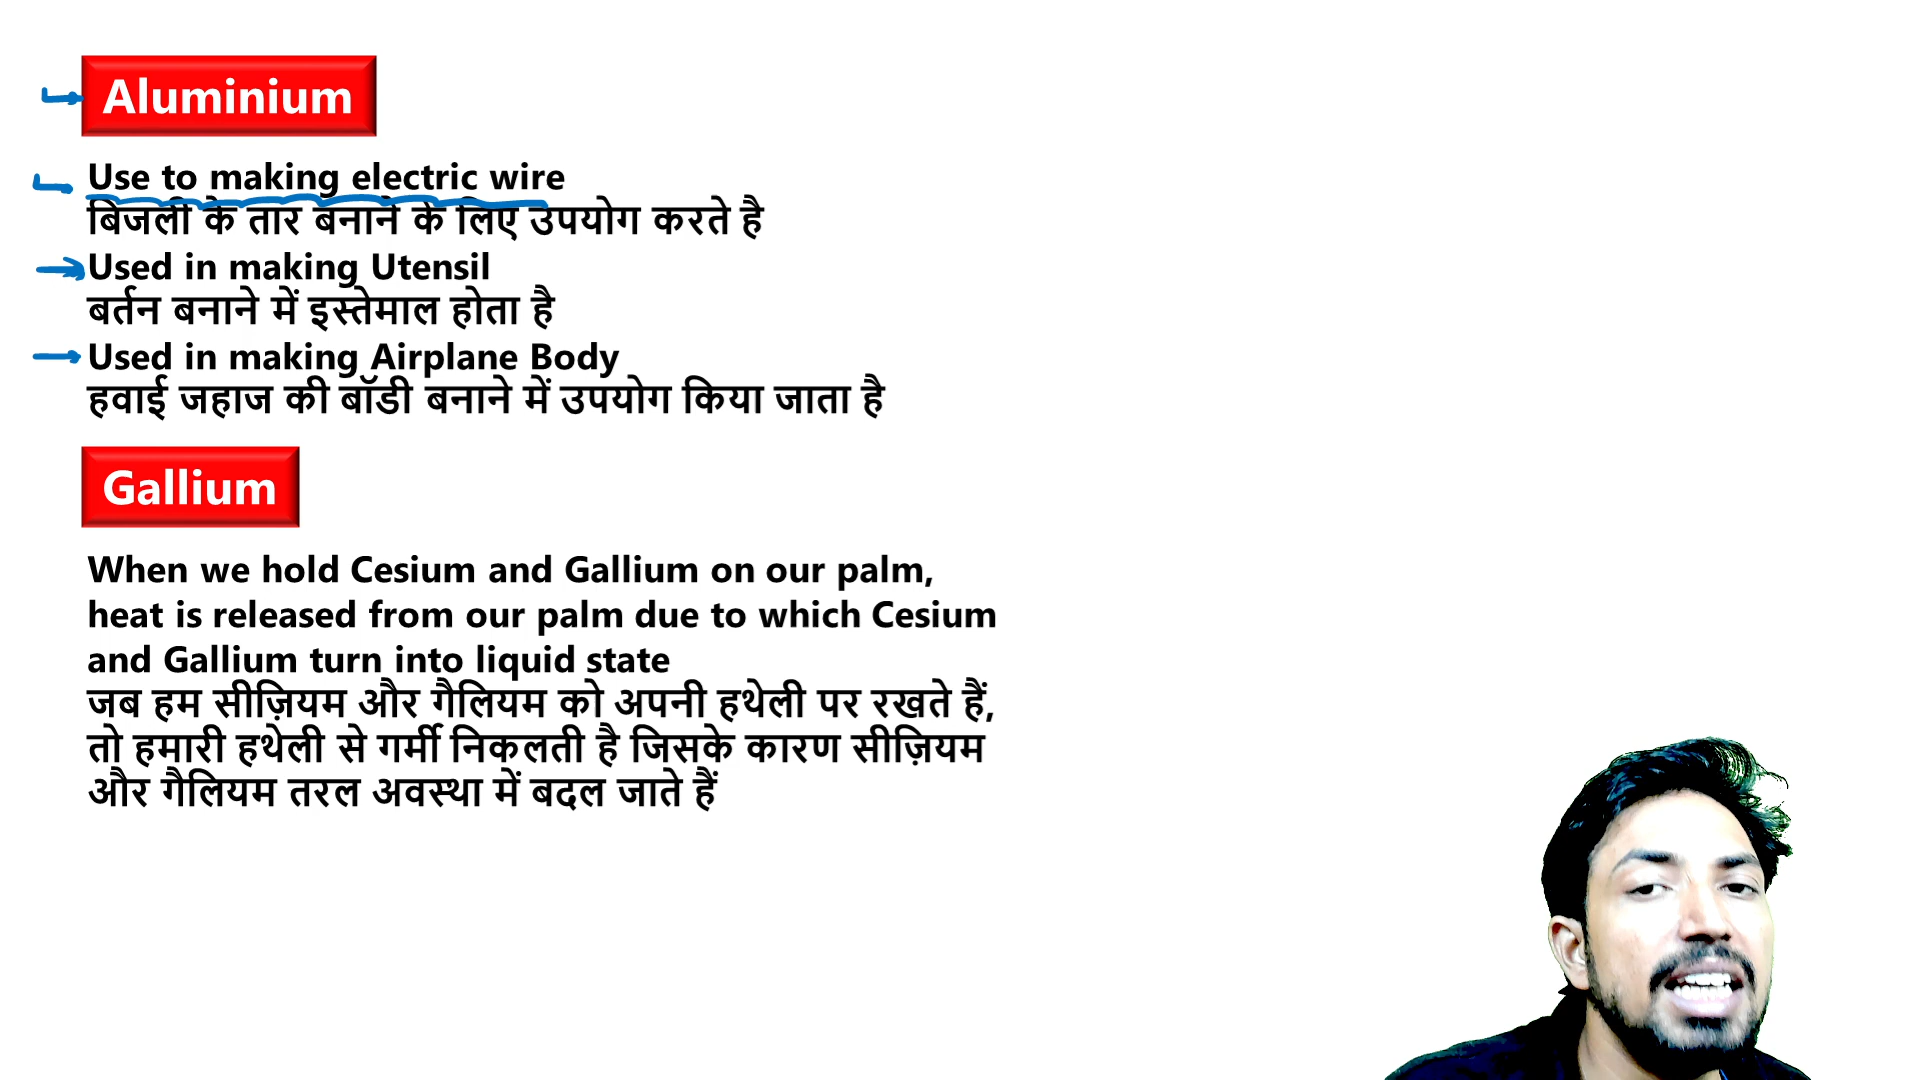 Aluminium
Use to making electric wire
बिजली के तार बनाने के लिए उपयोग करते है
Used in making Utensil
बर्तन बनाने में इस्तेमाल होता है
Used in making Airplane Body
हवाई जहाज की बॉडी बनाने में उपयोग किया जाता है
Gallium
When we hold Cesium and Gallium on our palm,
heat is released from our palm due to which Cesium
and Gallium turn into liquid state
जब हम सीज़ियम और गैलियम को अपनी हथेली पर रखते हैं,
तो हमारी हथेली से गर्मी निकलती है जिसके कारण सीज़ियम
और गैलियम तरल अवस्था में बदल जाते हैं